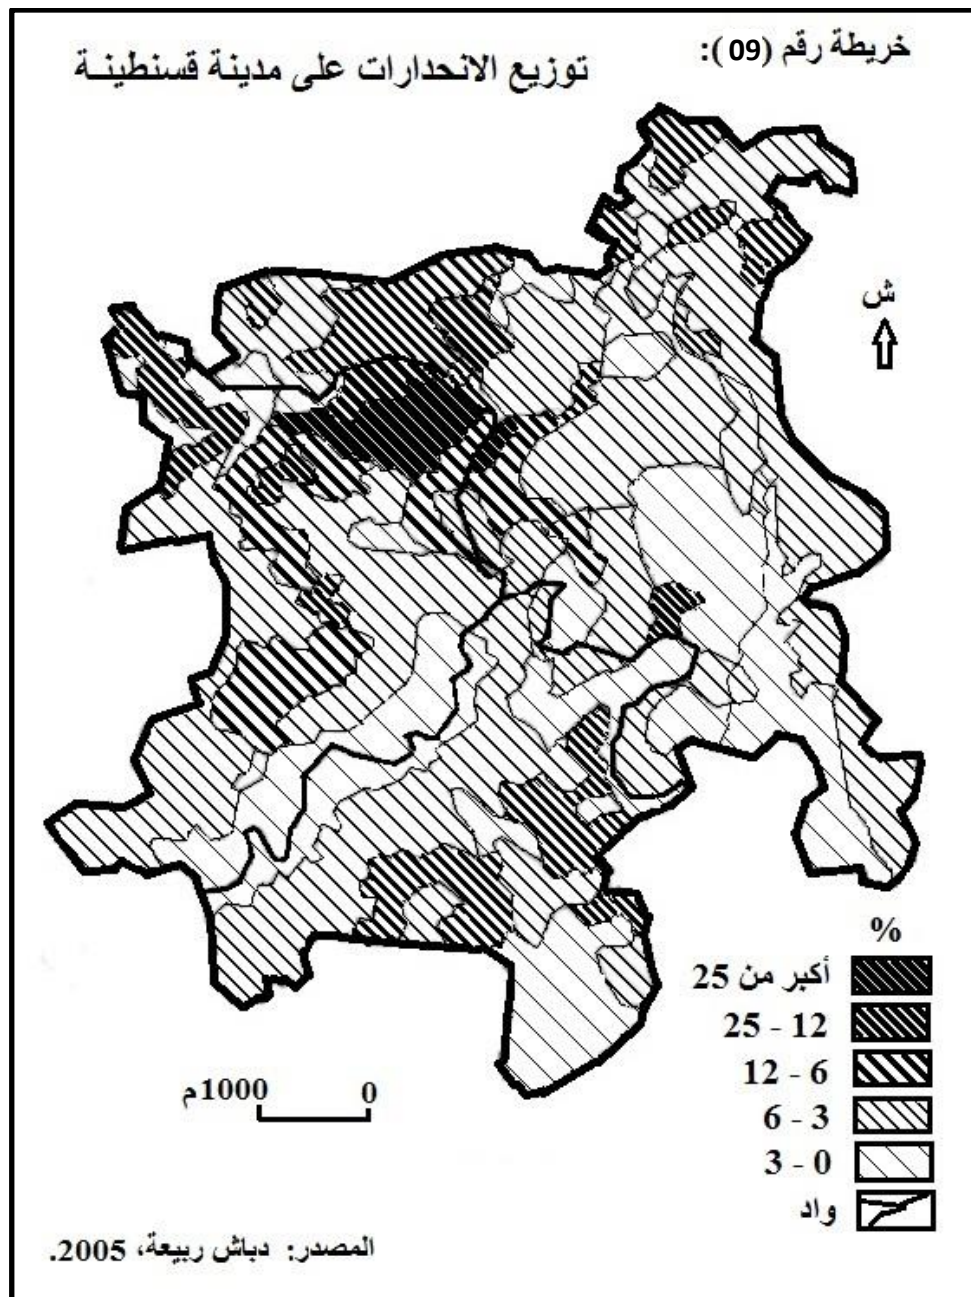 خريطة رقم (09):
توزيع الانحدارات على مدينة قسنطينـة
ش
%
أكبر من 25
25 - 12
12 - 6
6 - 3
3 - 0
واد
1000م 0
المصدر: دباش ربيعة، 2005.